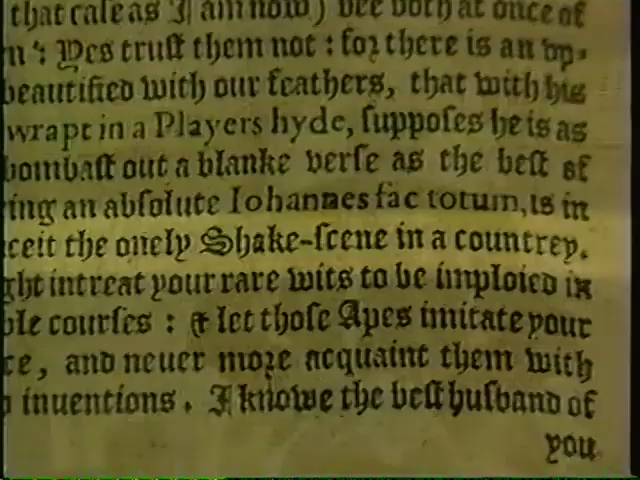 that case as I am now) bee both at once of
n: Yes trust them not: for there is an vp-
beautified with our feathers, that with his
wrapt in a Players hyde, supposes he is as
bombast out a blanke verse as the best of
ing an absolute Iohannes fac totum, is in
ceit the onely Shake-scene in a countrey.
ght intreat your rare wits to be imploied in
ble courses: & let those Apes imitate your
ce, and neuer more acquaint them with
inuentions. I knowe the best husband of
you